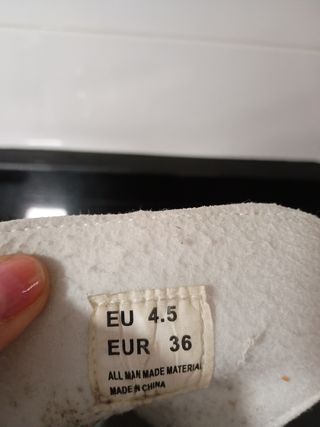 EU 4.5
EUR 36
ALL MAN MADE MATERIAL
MADE IN CHINA